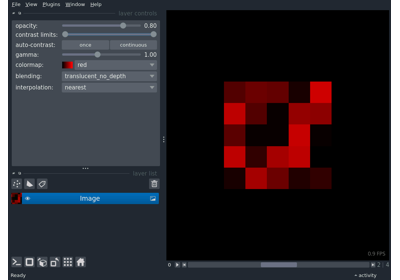 File View Plugins Window Help
layer controls
opacity: 0.80
contrast limits:
auto-contrast: once continuous
gamma: 1.00
colormap: red
blending: translucent_no_depth
interpolation: nearest
layer list
Image
0.9 FPS
0 2 4
Ready activity